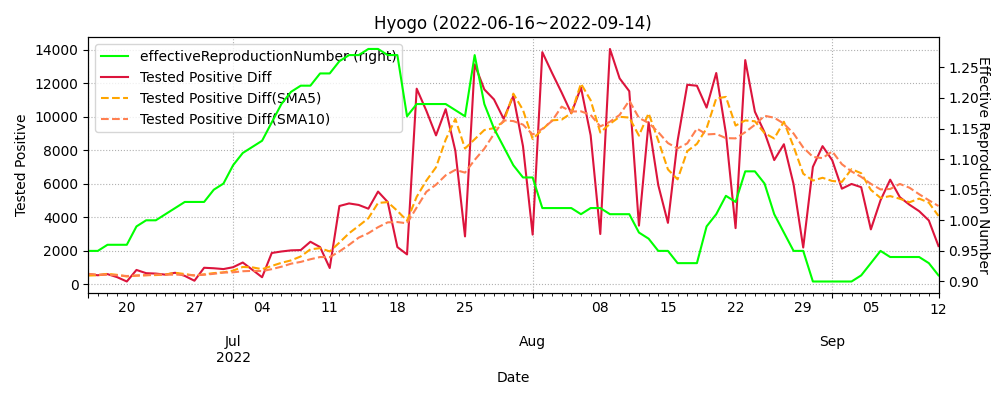 Hyogo (2022-06-16~2022-09-14)
effectiveReproductionNumber (right)
Tested Positive Diff
Tested Positive Diff(SMA5)
Tested Positive Diff(SMA10)
14000
12000
10000
8000
6000
4000
2000
0
Tested Positive
1.25
1.20
1.15
1.10
1.05
1.00
0.95
0.90
Effective Reproduction Number
20 27 04 11 18 25 08 15 22 29 05 12
Jul Aug Sep
2022
Date